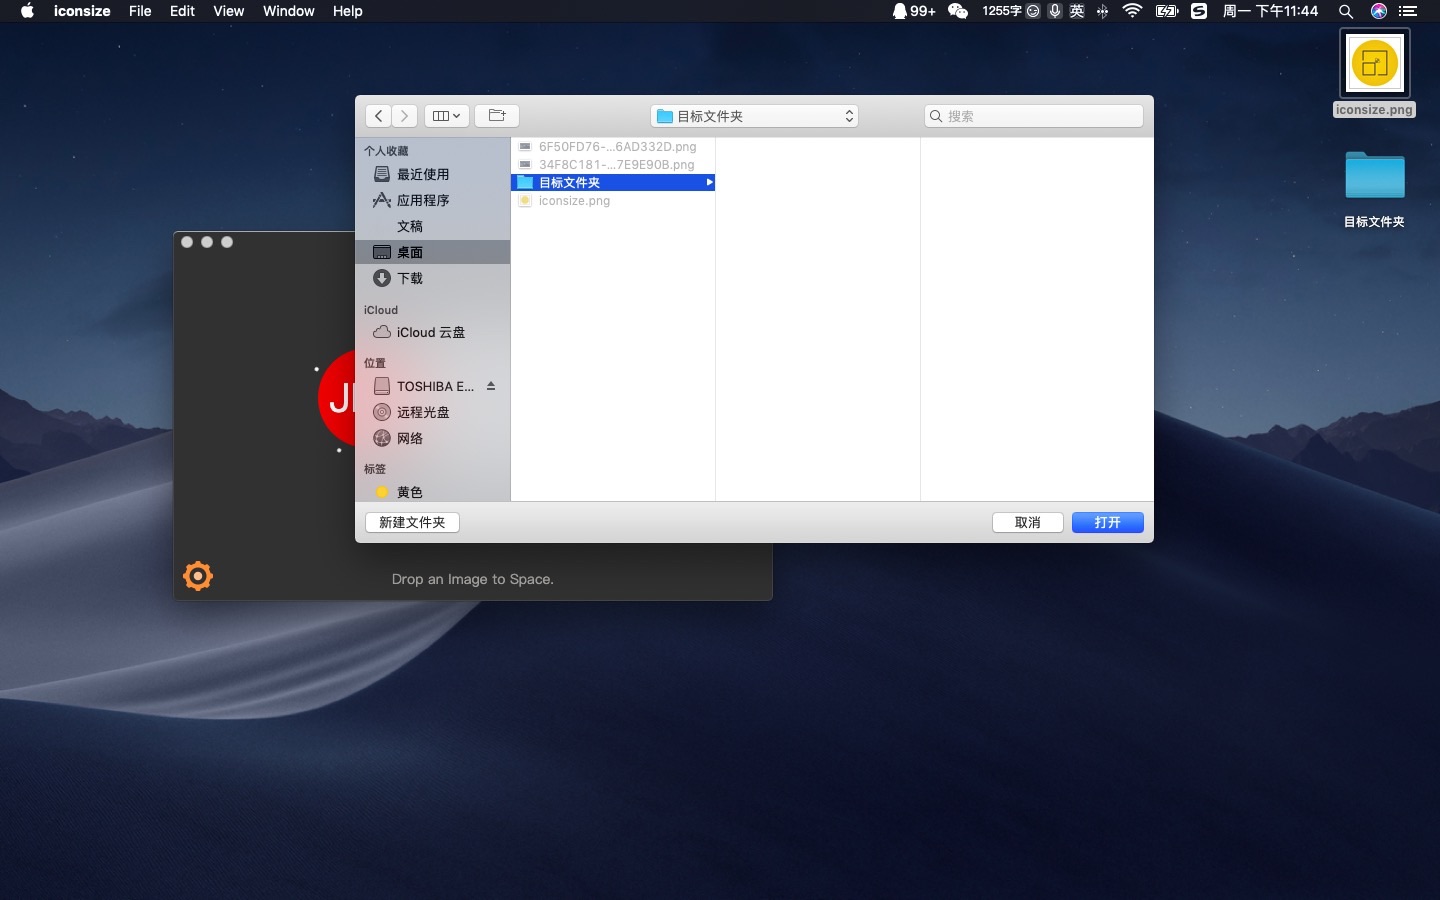 iconsize File Edit View Window Help 99+ 1255字 英 周一 下午11:44
iconsize.png
目标文件夹
目标文件夹
搜索
个人收藏
最近使用
应用程序
文稿
桌面
下载
iCloud
iCloud 云盘
位置
TOSHIBA E...
远程光盘
网络
标签
黄色
6F50FD76-...6AD332D.png
34F8C181-...7E9E90B.png
目标文件夹
iconsize.png
新建文件夹
取消
打开
Drop an Image to Space.